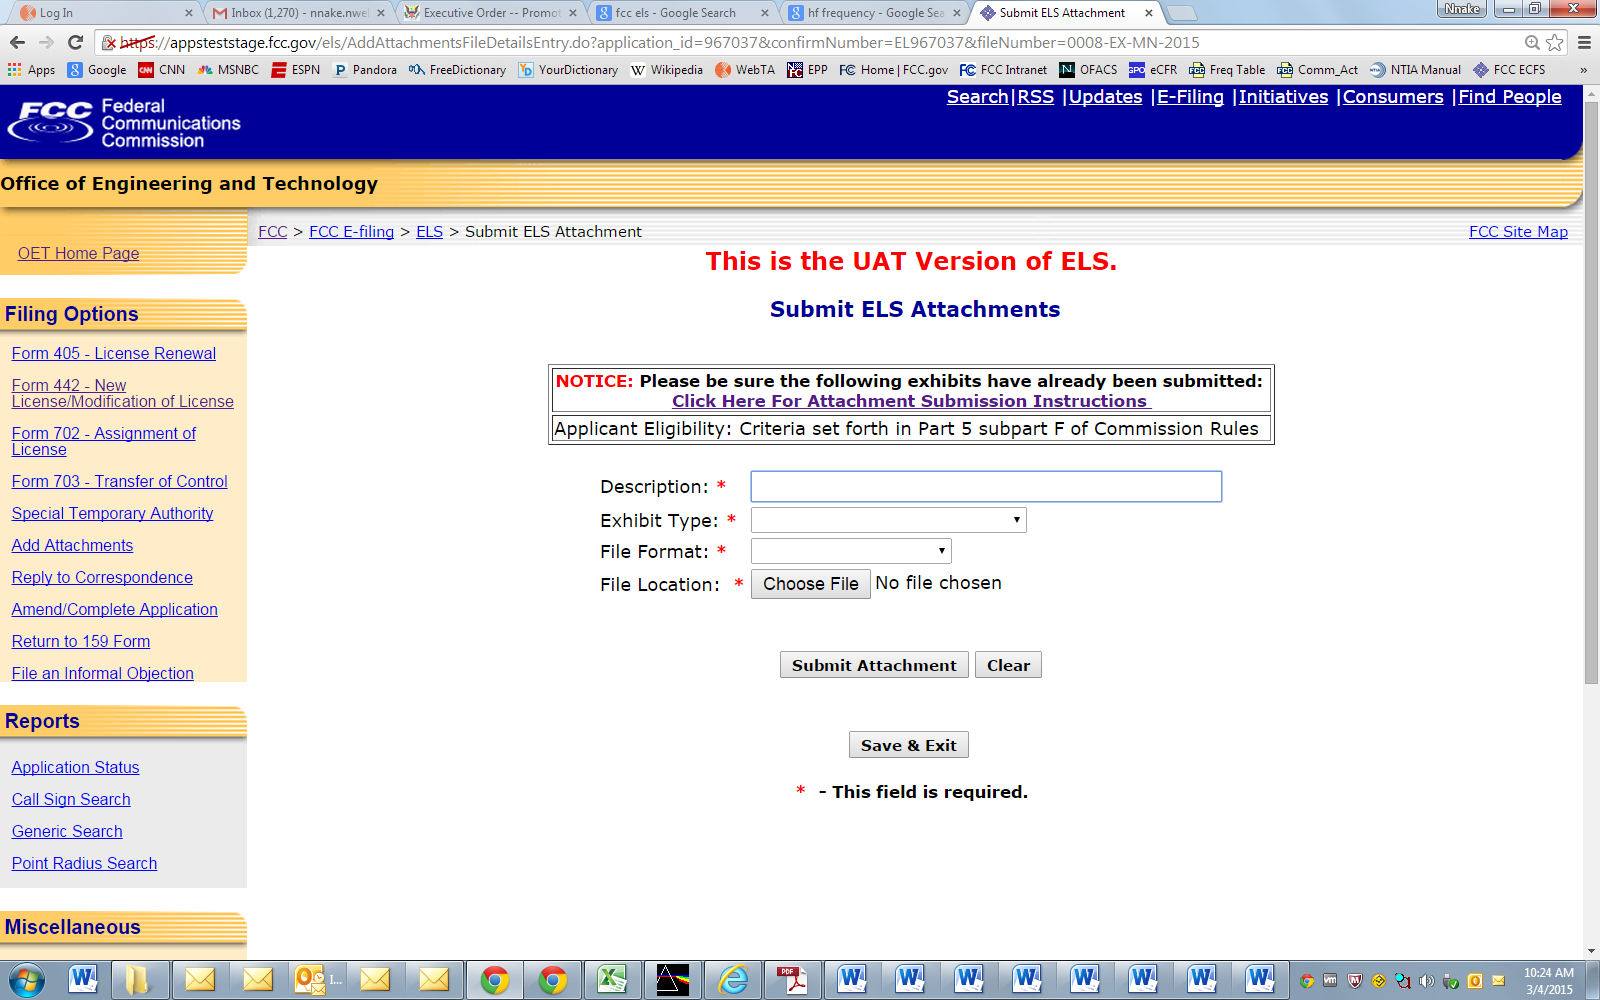 Log In
Inbox (1,270) - nnake.nwel
Executive Order -- Promot
fcc els - Google Search
hf frequency - Google Sea
Submit ELS Attachment
Nnake
https://appsteststage.fcc.gov/els/AddAttachmentsFileDetailsEntry.do?application_id=967037&confirmNumber=EL967037&fileNumber=0008-EX-MN-2015
Apps Google CNN MSNBC ESPN Pandora FreeDictionary YourDictionary Wikipedia WebTA EPP Home | FCC.gov FCC Intranet OFACS eCFR Freq Table Comm_Act NTIA Manual FCC ECFS »
FCC Federal Communications Commission
Search|RSS |Updates |E-Filing |Initiatives |Consumers |Find People
Office of Engineering and Technology
OET Home Page
FCC > FCC E-filing > ELS > Submit ELS Attachment
FCC Site Map
This is the UAT Version of ELS.
Submit ELS Attachments
Filing Options
Form 405 - License Renewal
Form 442 - New
License/Modification of License
Form 702 - Assignment of
License
Form 703 - Transfer of Control
Special Temporary Authority
Add Attachments
Reply to Correspondence
Amend/Complete Application
Return to 159 Form
File an Informal Objection
Reports
Application Status
Call Sign Search
Generic Search
Point Radius Search
Miscellaneous
NOTICE: Please be sure the following exhibits have already been submitted:
Click Here For Attachment Submission Instructions
Applicant Eligibility: Criteria set forth in Part 5 subpart F of Commission Rules
Description: *
Exhibit Type: *
File Format: *
File Location: * Choose File No file chosen
Submit Attachment Clear
Save & Exit
* - This field is required.
I...
10:24 AM
3/4/2015